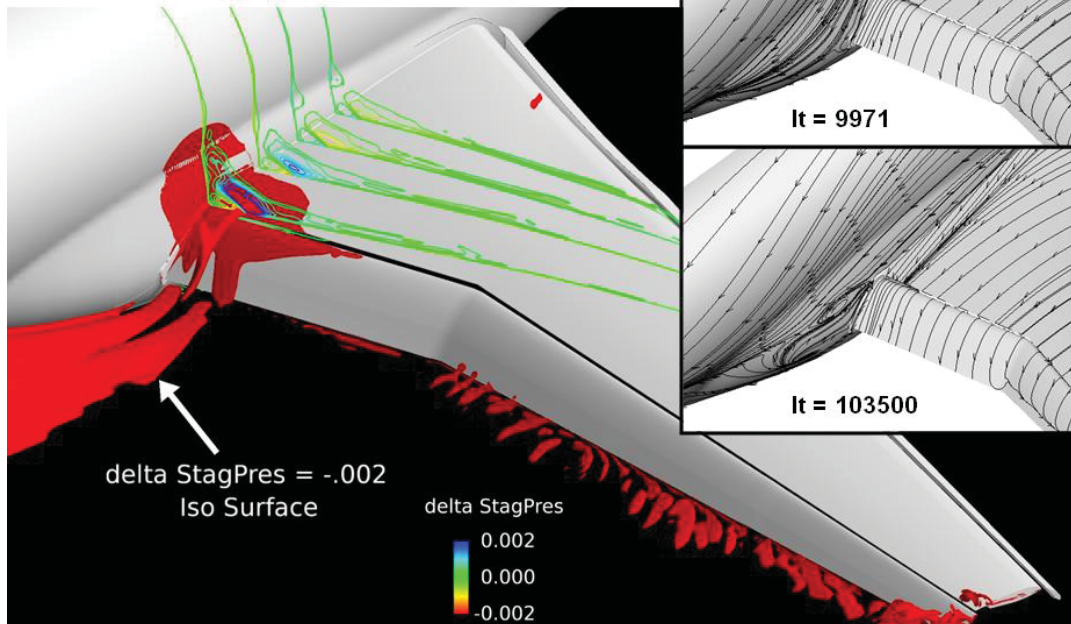 It = 9971
It = 103500
delta StagPres = -.002
Iso Surface
delta StagPres
0.002
0.000
-0.002